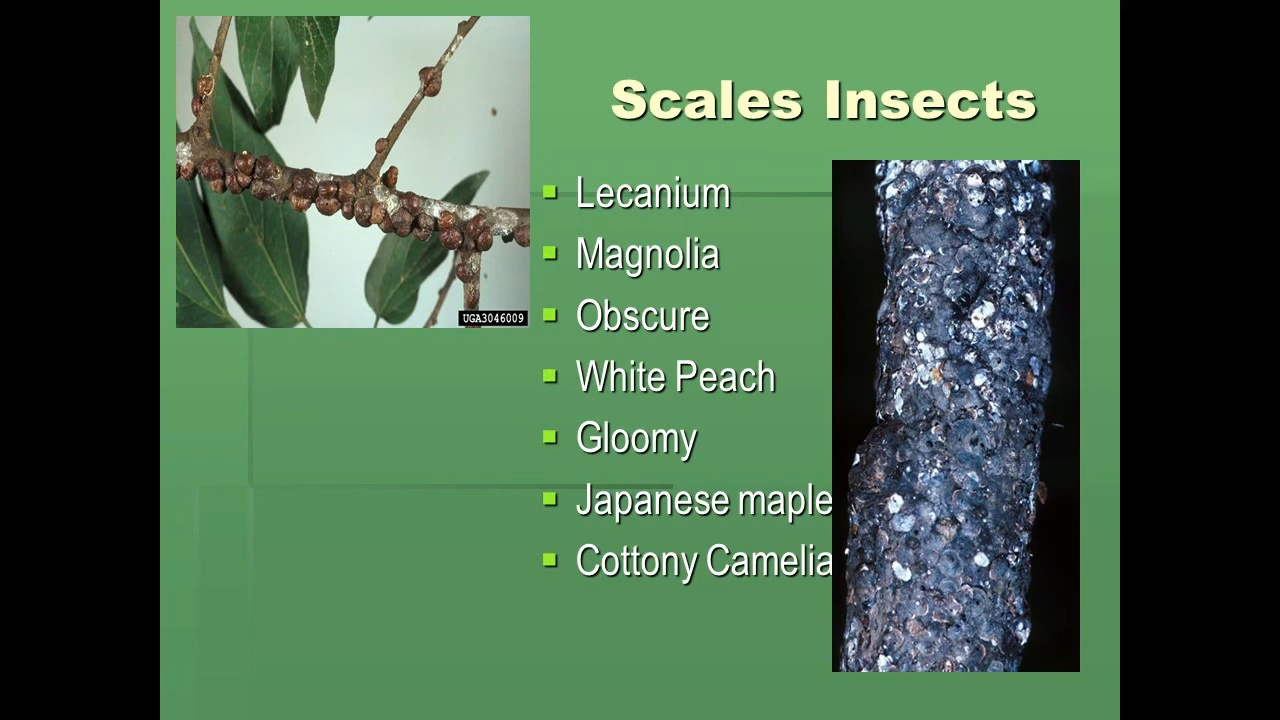 Scales Insects
Lecanium
Magnolia
Obscure
White Peach
Gloomy
Japanese maple
Cottony Camelia
UGA3046009